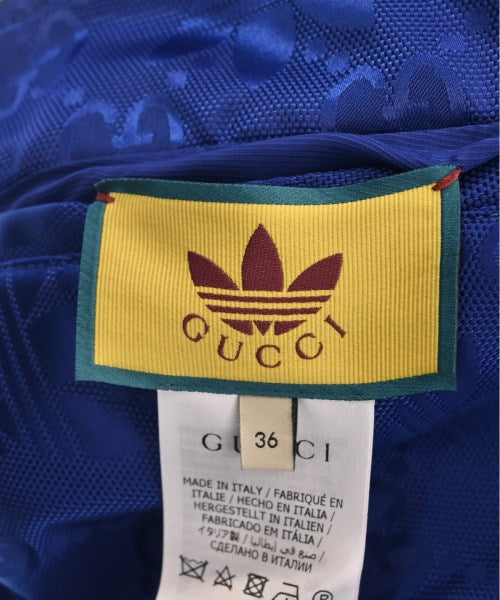 GUCCI
36
GUCCI
MADE IN ITALY / FABRIQUÉ EN
ITALIE / HECHO EN ITALIA /
HERGESTELLT IN ITALIEN /
FABRICADO EM ITÁLIA /
イタリア製 / صنع في إيطاليا /
СДЕЛАНО В ИТАЛИИ